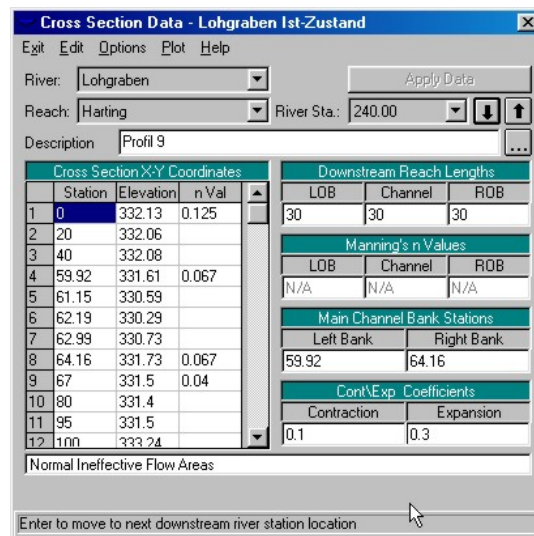 Cross Section Data - Lohgraben Ist-Zustand
Exit Edit Options Plot Help
River: Lohgraben Apply Data
Reach: Harting River Sta.: 240.00
Description Profil 9 ...
Cross Section X-Y Coordinates
Station Elevation n Val
1 0 332.13 0.125
2 20 332.06
3 40 332.08
4 59.92 331.61 0.067
5 61.15 330.59
6 62.19 330.29
7 62.99 330.73
8 64.16 331.73 0.067
9 67 331.5 0.04
10 80 331.4
11 95 331.5
12 100 333.24
Downstream Reach Lengths
LOB Channel ROB
30 30 30
Manning's n Values
LOB Channel ROB
N/A N/A N/A
Main Channel Bank Stations
Left Bank Right Bank
59.92 64.16
Cont\Exp Coefficients
Contraction Expansion
0.1 0.3
Normal Ineffective Flow Areas
Enter to move to next downstream river station location